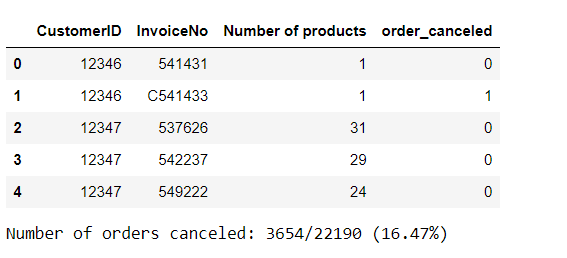 CustomerID InvoiceNo Number of products order_canceled
0 12346 541431 1 0
1 12346 C541433 1 1
2 12347 537626 31 0
3 12347 542237 29 0
4 12347 549222 24 0
Number of orders canceled: 3654/22190 (16.47%)